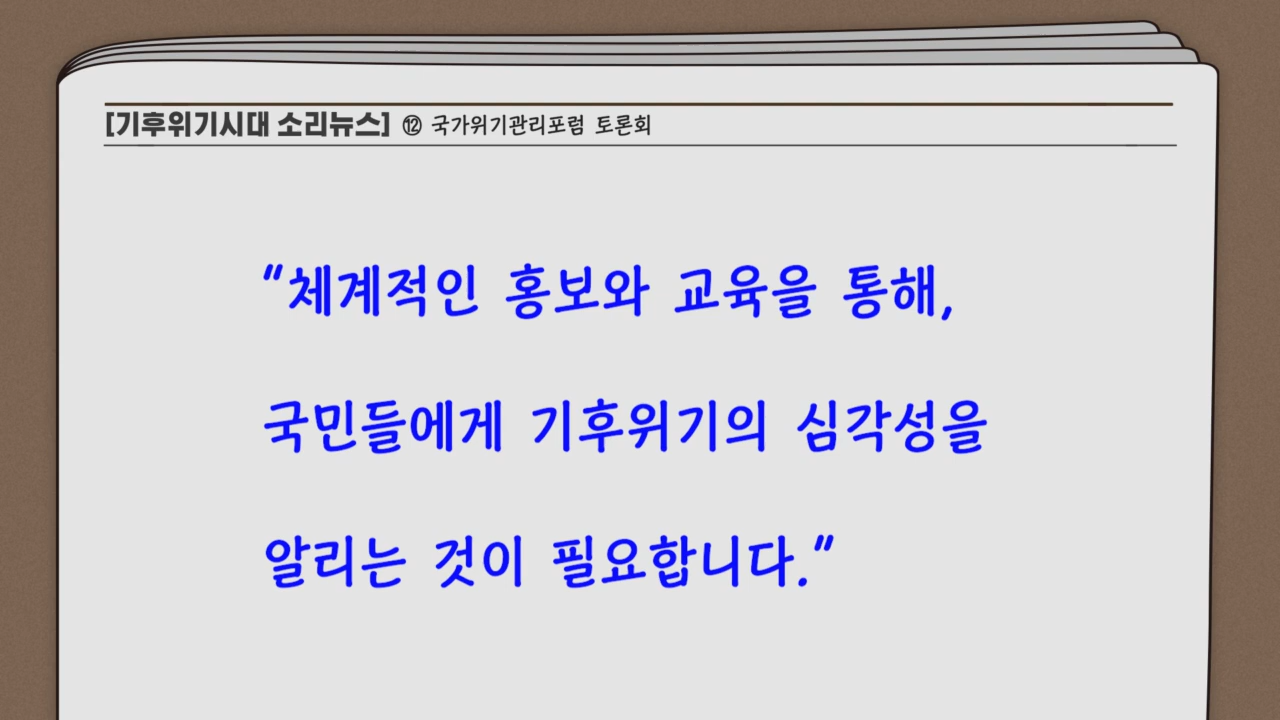 [기후위기시대 소리뉴스] ⑫ 국가위기관리포럼 토론회
"체계적인 홍보와 교육을 통해,
국민들에게 기후위기의 심각성을
알리는 것이 필요합니다."